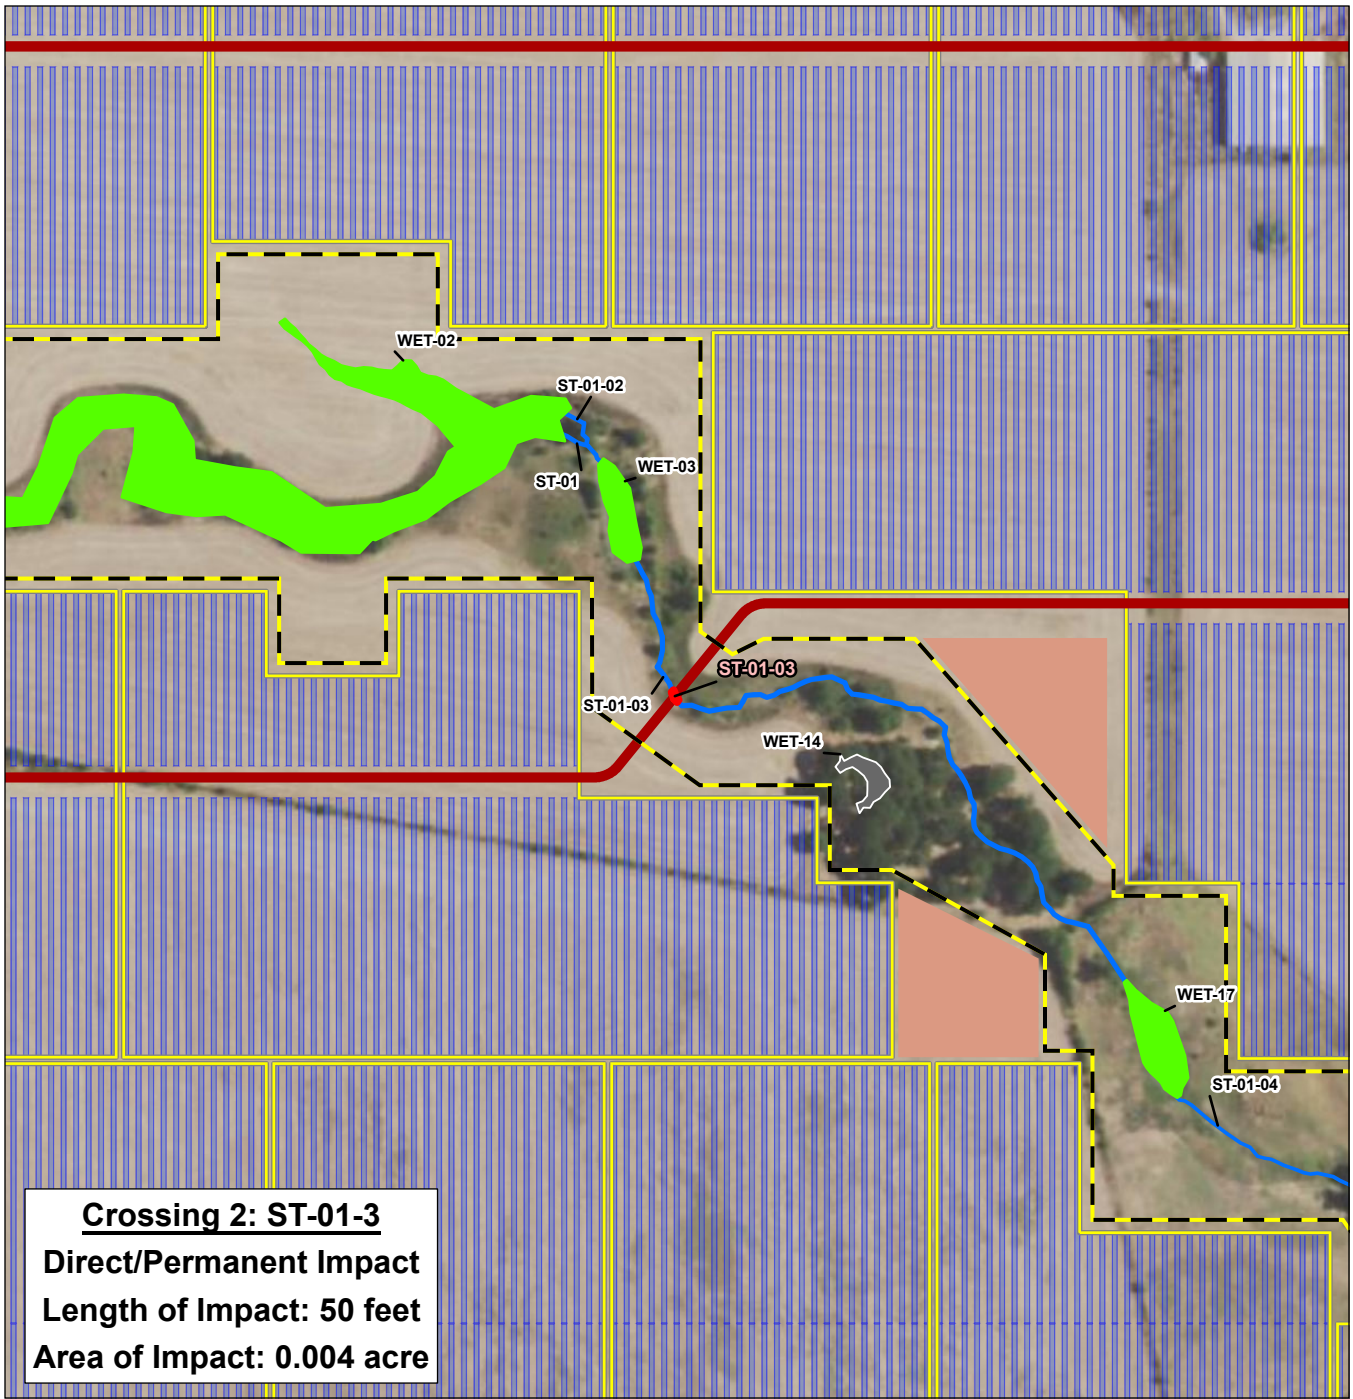 WET-02
ST-01-02
WET-03
ST-01
ST-01-03
ST-01-03
WET-14
WET-17
ST-01-04
Crossing 2: ST-01-3
Direct/Permanent Impact
Length of Impact: 50 feet
Area of Impact: 0.004 acre